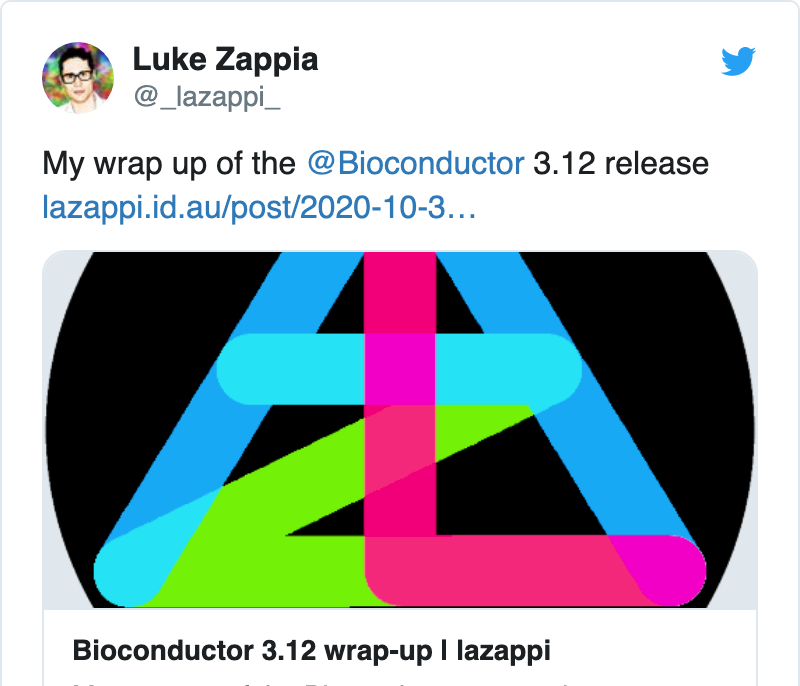 Luke Zappia
@_lazappi_
My wrap up of the @Bioconductor 3.12 release
lazappi.id.au/post/2020-10-3…
Bioconductor 3.12 wrap-up | lazappi